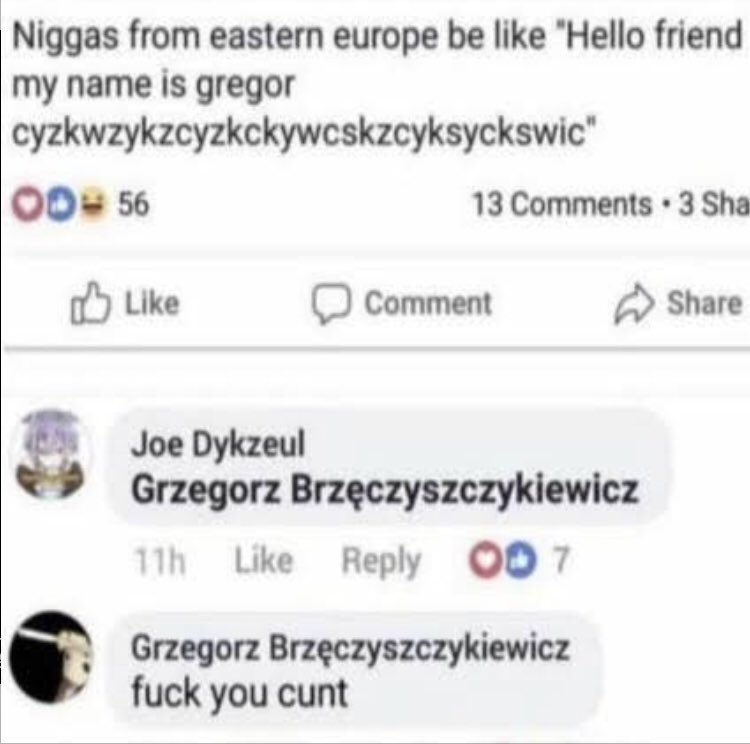 Niggas from eastern europe be like "Hello friend
my name is gregor
cyzkwzykzcyzkckywcskzcyksyckswic"
56
13 Comments • 3 Sha
Like
Comment
Share
Joe Dykzeul
Grzegorz Brzęczyszczykiewicz
11h Like Reply 7
Grzegorz Brzęczyszczykiewicz
fuck you cunt